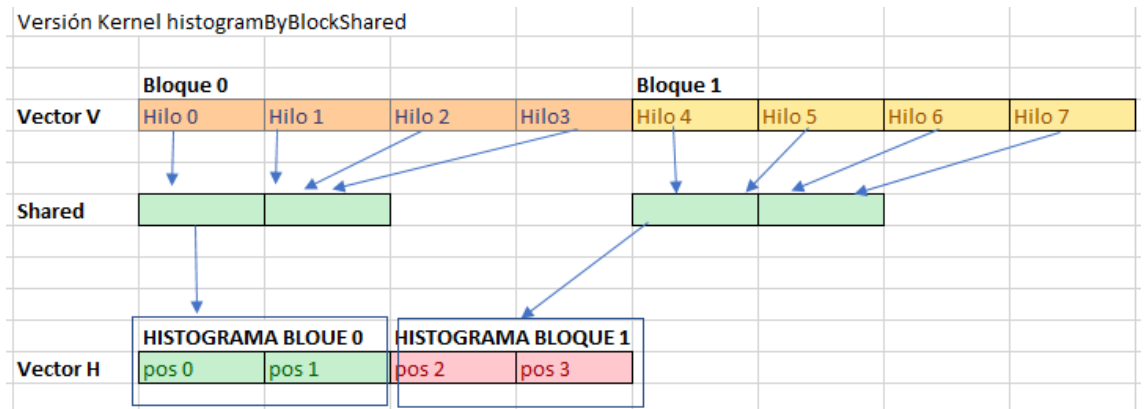 Versión Kernel histogramByBlockShared
Bloque 0 Bloque 1
Vector V Hilo 0 Hilo 1 Hilo 2 Hilo3 Hilo 4 Hilo 5 Hilo 6 Hilo 7
Shared
HISTOGRAMA BLOUE 0 HISTOGRAMA BLOQUE 1
Vector H pos 0 pos 1 pos 2 pos 3